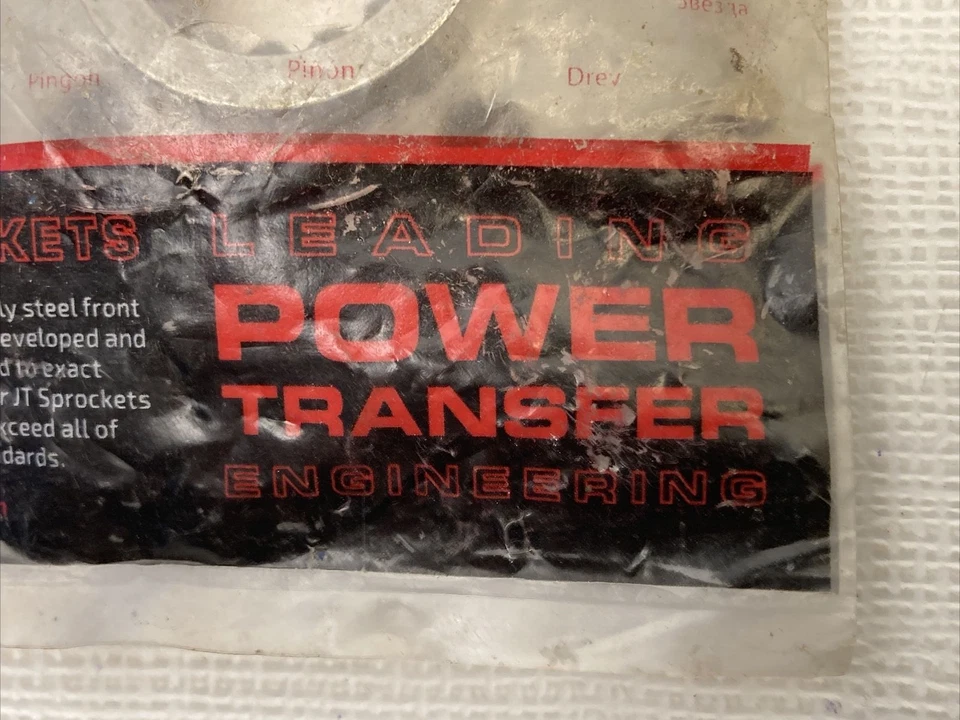 Звезда
Pingon
Pinon
Drev
KETS
ly steel front
eveloped and
d to exact
r JT Sprockets
xceed all of
dards.
LEADING
POWER
TRANSFER
ENGINEERING